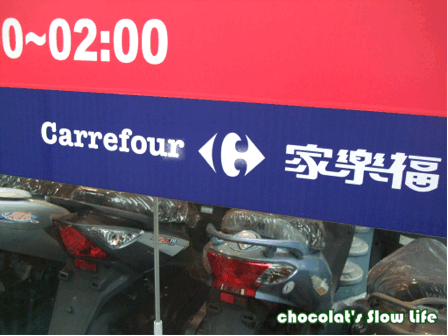 0~02:00
Carrefour 家樂福
chocolat's Slow Life